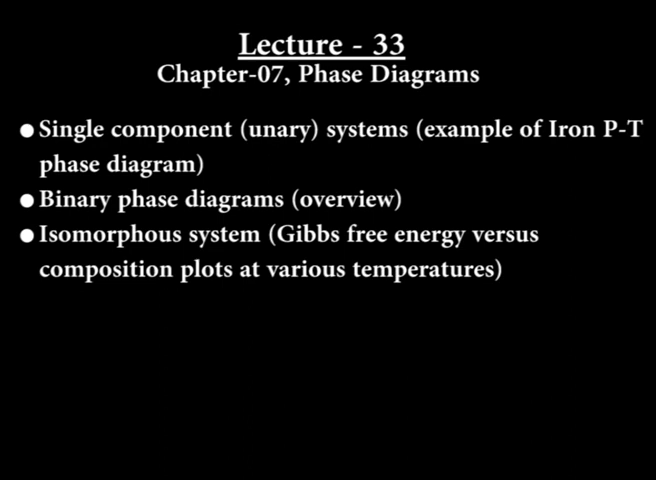 Lecture - 33
Chapter-07, Phase Diagrams
● Single component (unary) systems (example of Iron P-T
phase diagram)
● Binary phase diagrams (overview)
● Isomorphous system (Gibbs free energy versus
composition plots at various temperatures)